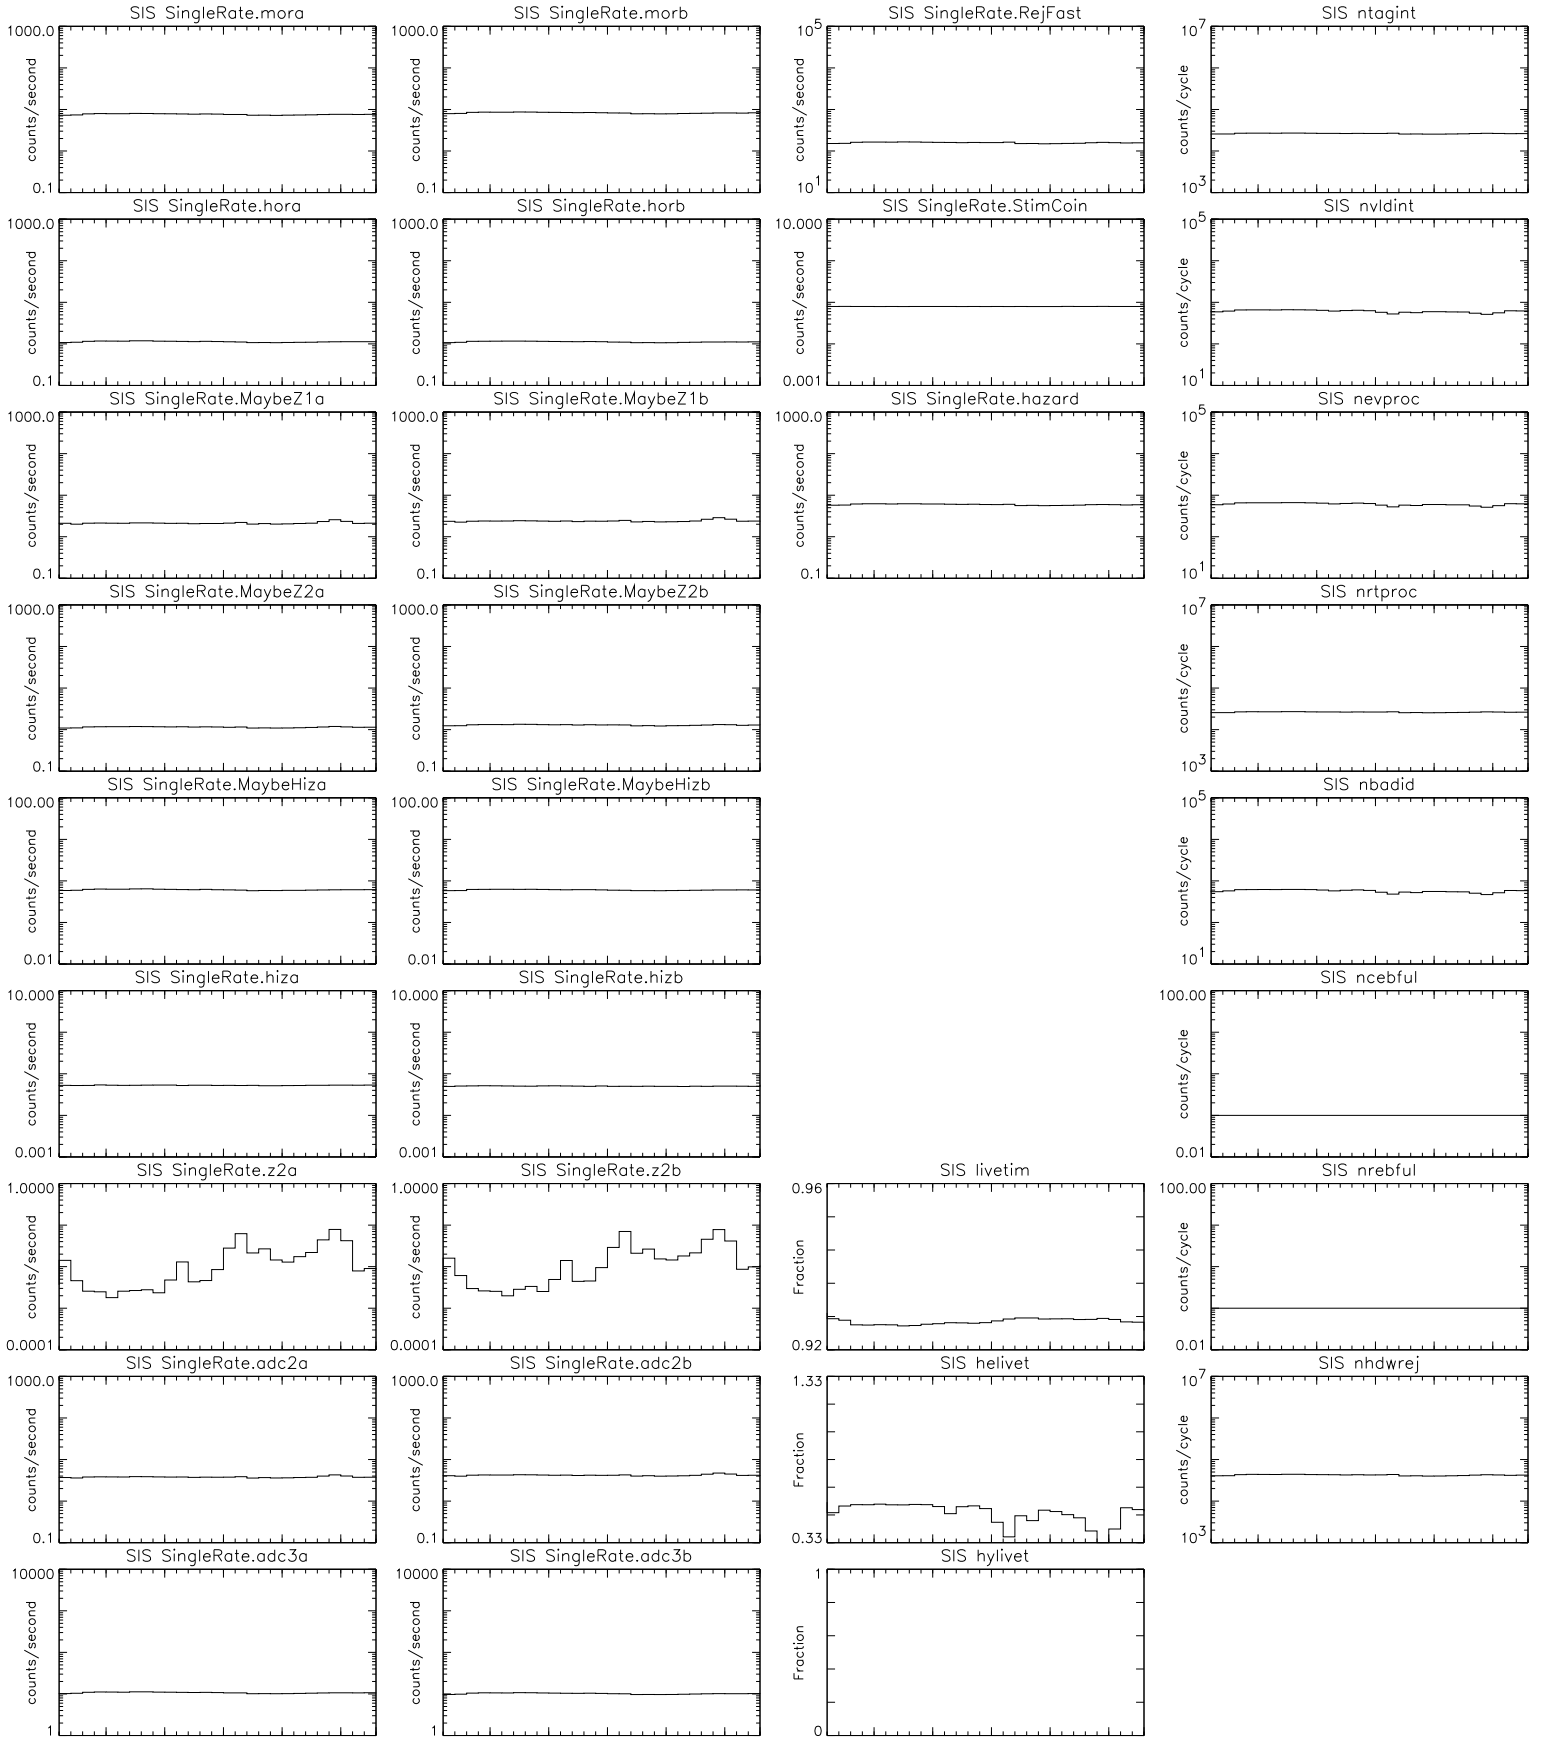 SIS SingleRate.mora
1000.0
counts/second
0.1
SIS SingleRate.morb
1000.0
counts/second
0.1
SIS SingleRate.RejFast
10^5
counts/second
10^1
SIS ntagint
10^7
counts/cycle
10^3
SIS SingleRate.hora
1000.0
counts/second
0.1
SIS SingleRate.horb
1000.0
counts/second
0.1
SIS SingleRate.StimCoin
10.000
counts/second
0.001
SIS nvldint
10^5
counts/cycle
10^1
SIS SingleRate.MaybeZ1a
1000.0
counts/second
0.1
SIS SingleRate.MaybeZ1b
1000.0
counts/second
0.1
SIS SingleRate.hazard
1000.0
counts/second
0.1
SIS nevproc
10^5
counts/cycle
10^1
SIS SingleRate.MaybeZ2a
1000.0
counts/second
0.1
SIS SingleRate.MaybeZ2b
1000.0
counts/second
0.1
SIS nrtproc
10^7
counts/cycle
10^3
SIS SingleRate.MaybeHiza
100.00
counts/second
0.01
SIS SingleRate.MaybeHizb
100.00
counts/second
0.01
SIS nbadid
10^5
counts/cycle
10^1
SIS SingleRate.hiza
10.000
counts/second
0.001
SIS SingleRate.hizb
10.000
counts/second
0.001
SIS ncebful
100.00
counts/cycle
0.01
SIS SingleRate.z2a
1.0000
counts/second
0.0001
SIS SingleRate.z2b
1.0000
counts/second
0.0001
SIS livetim
0.96
Fraction
0.92
SIS nrebful
100.00
counts/cycle
0.01
SIS SingleRate.adc2a
1000.0
counts/second
0.1
SIS SingleRate.adc2b
1000.0
counts/second
0.1
SIS helivet
1.33
Fraction
0.33
SIS nhdwrej
10^7
counts/cycle
10^3
SIS SingleRate.adc3a
10000
counts/second
1
SIS SingleRate.adc3b
10000
counts/second
1
SIS hylivet
1
Fraction
0